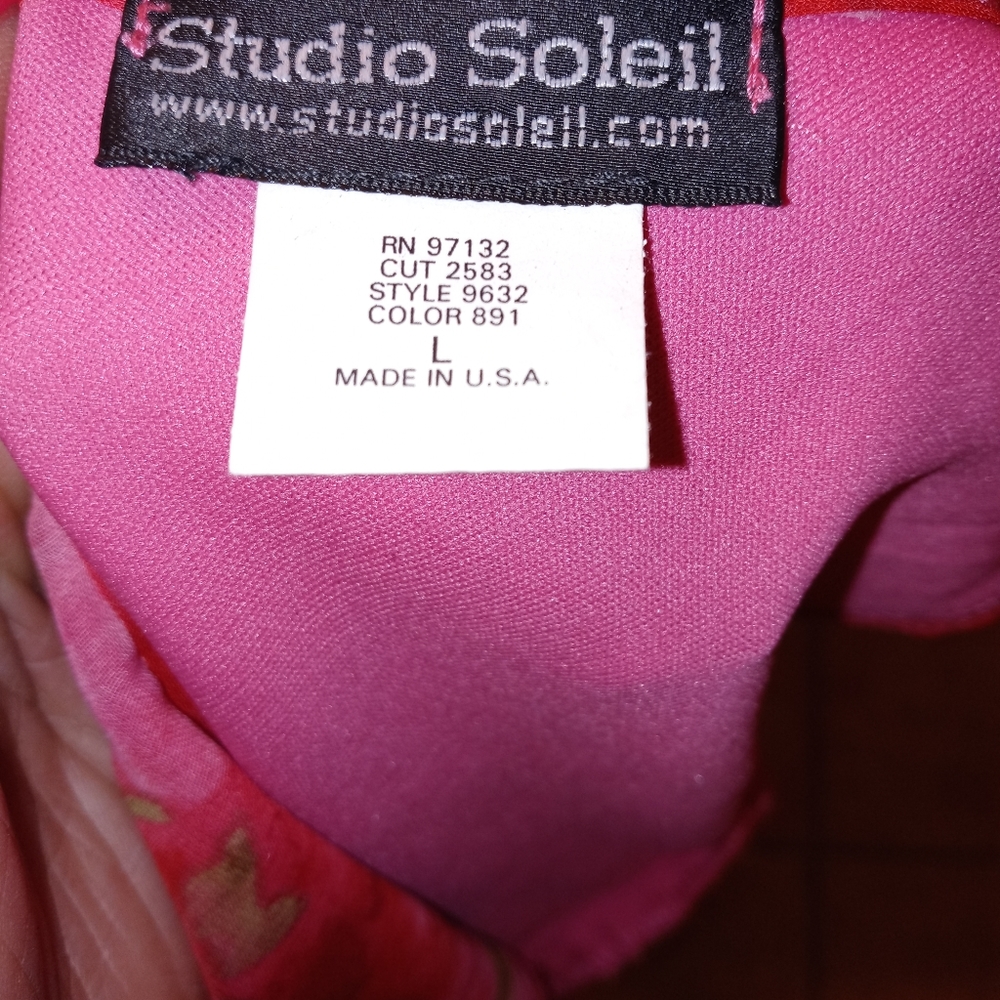 Studio Soleil
www.studiosoleil.com
RN 97132
CUT 2583
STYLE 9632
COLOR 891
L
MADE IN U.S.A.